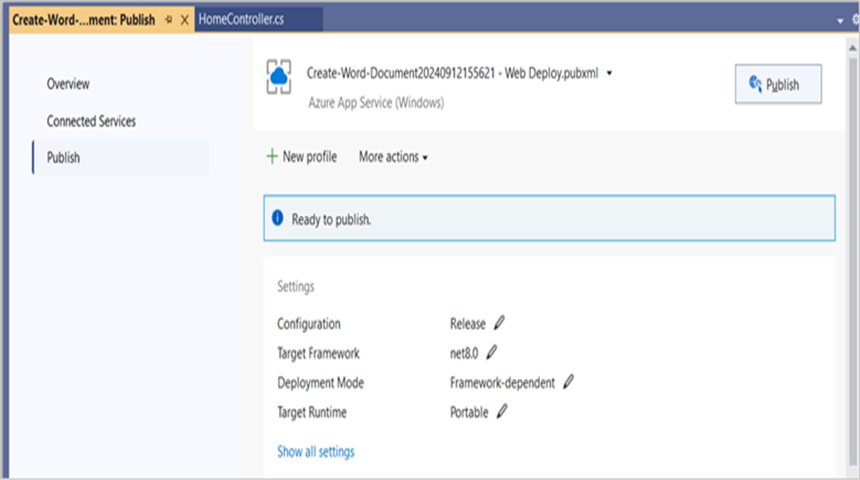 Create-Word-...ment: Publish HomeController.cs
Overview
Connected Services
Publish
Create-Word-Document20240912155621 - Web Deploy.pubxml
Azure App Service (Windows)
Publish
New profile More actions
Ready to publish.
Settings
Configuration Release
Target Framework net8.0
Deployment Mode Framework-dependent
Target Runtime Portable
Show all settings